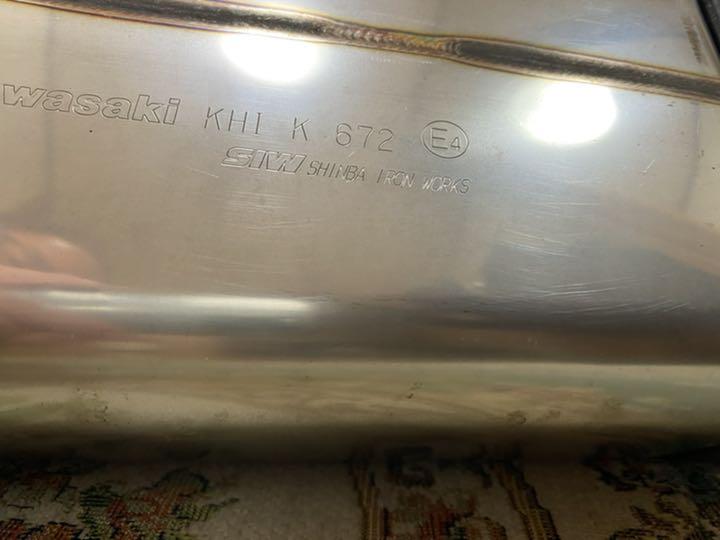 wasaki KHI K 672 E4
SIW SHINBA IRON WORKS